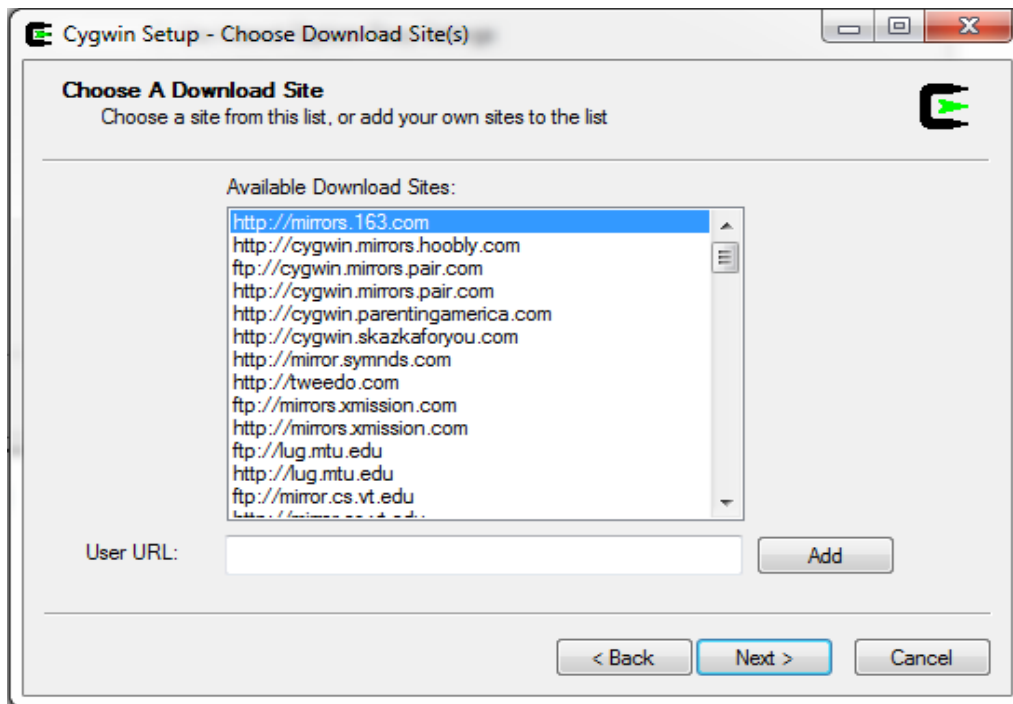 Cygwin Setup - Choose Download Site(s)
Choose A Download Site
Choose a site from this list, or add your own sites to the list
Available Download Sites:
http://mirrors.163.com
http://cygwin.mirrors.hoobly.com
ftp://cygwin.mirrors.pair.com
http://cygwin.mirrors.pair.com
http://cygwin.parentingamerica.com
http://cygwin.skazkaforyou.com
http://mirror.symnds.com
http://tweedo.com
ftp://mirrors.xmission.com
http://mirrors.xmission.com
ftp://lug.mtu.edu
http://lug.mtu.edu
ftp://mirror.cs.vt.edu
User URL:
Add
< Back
Next >
Cancel